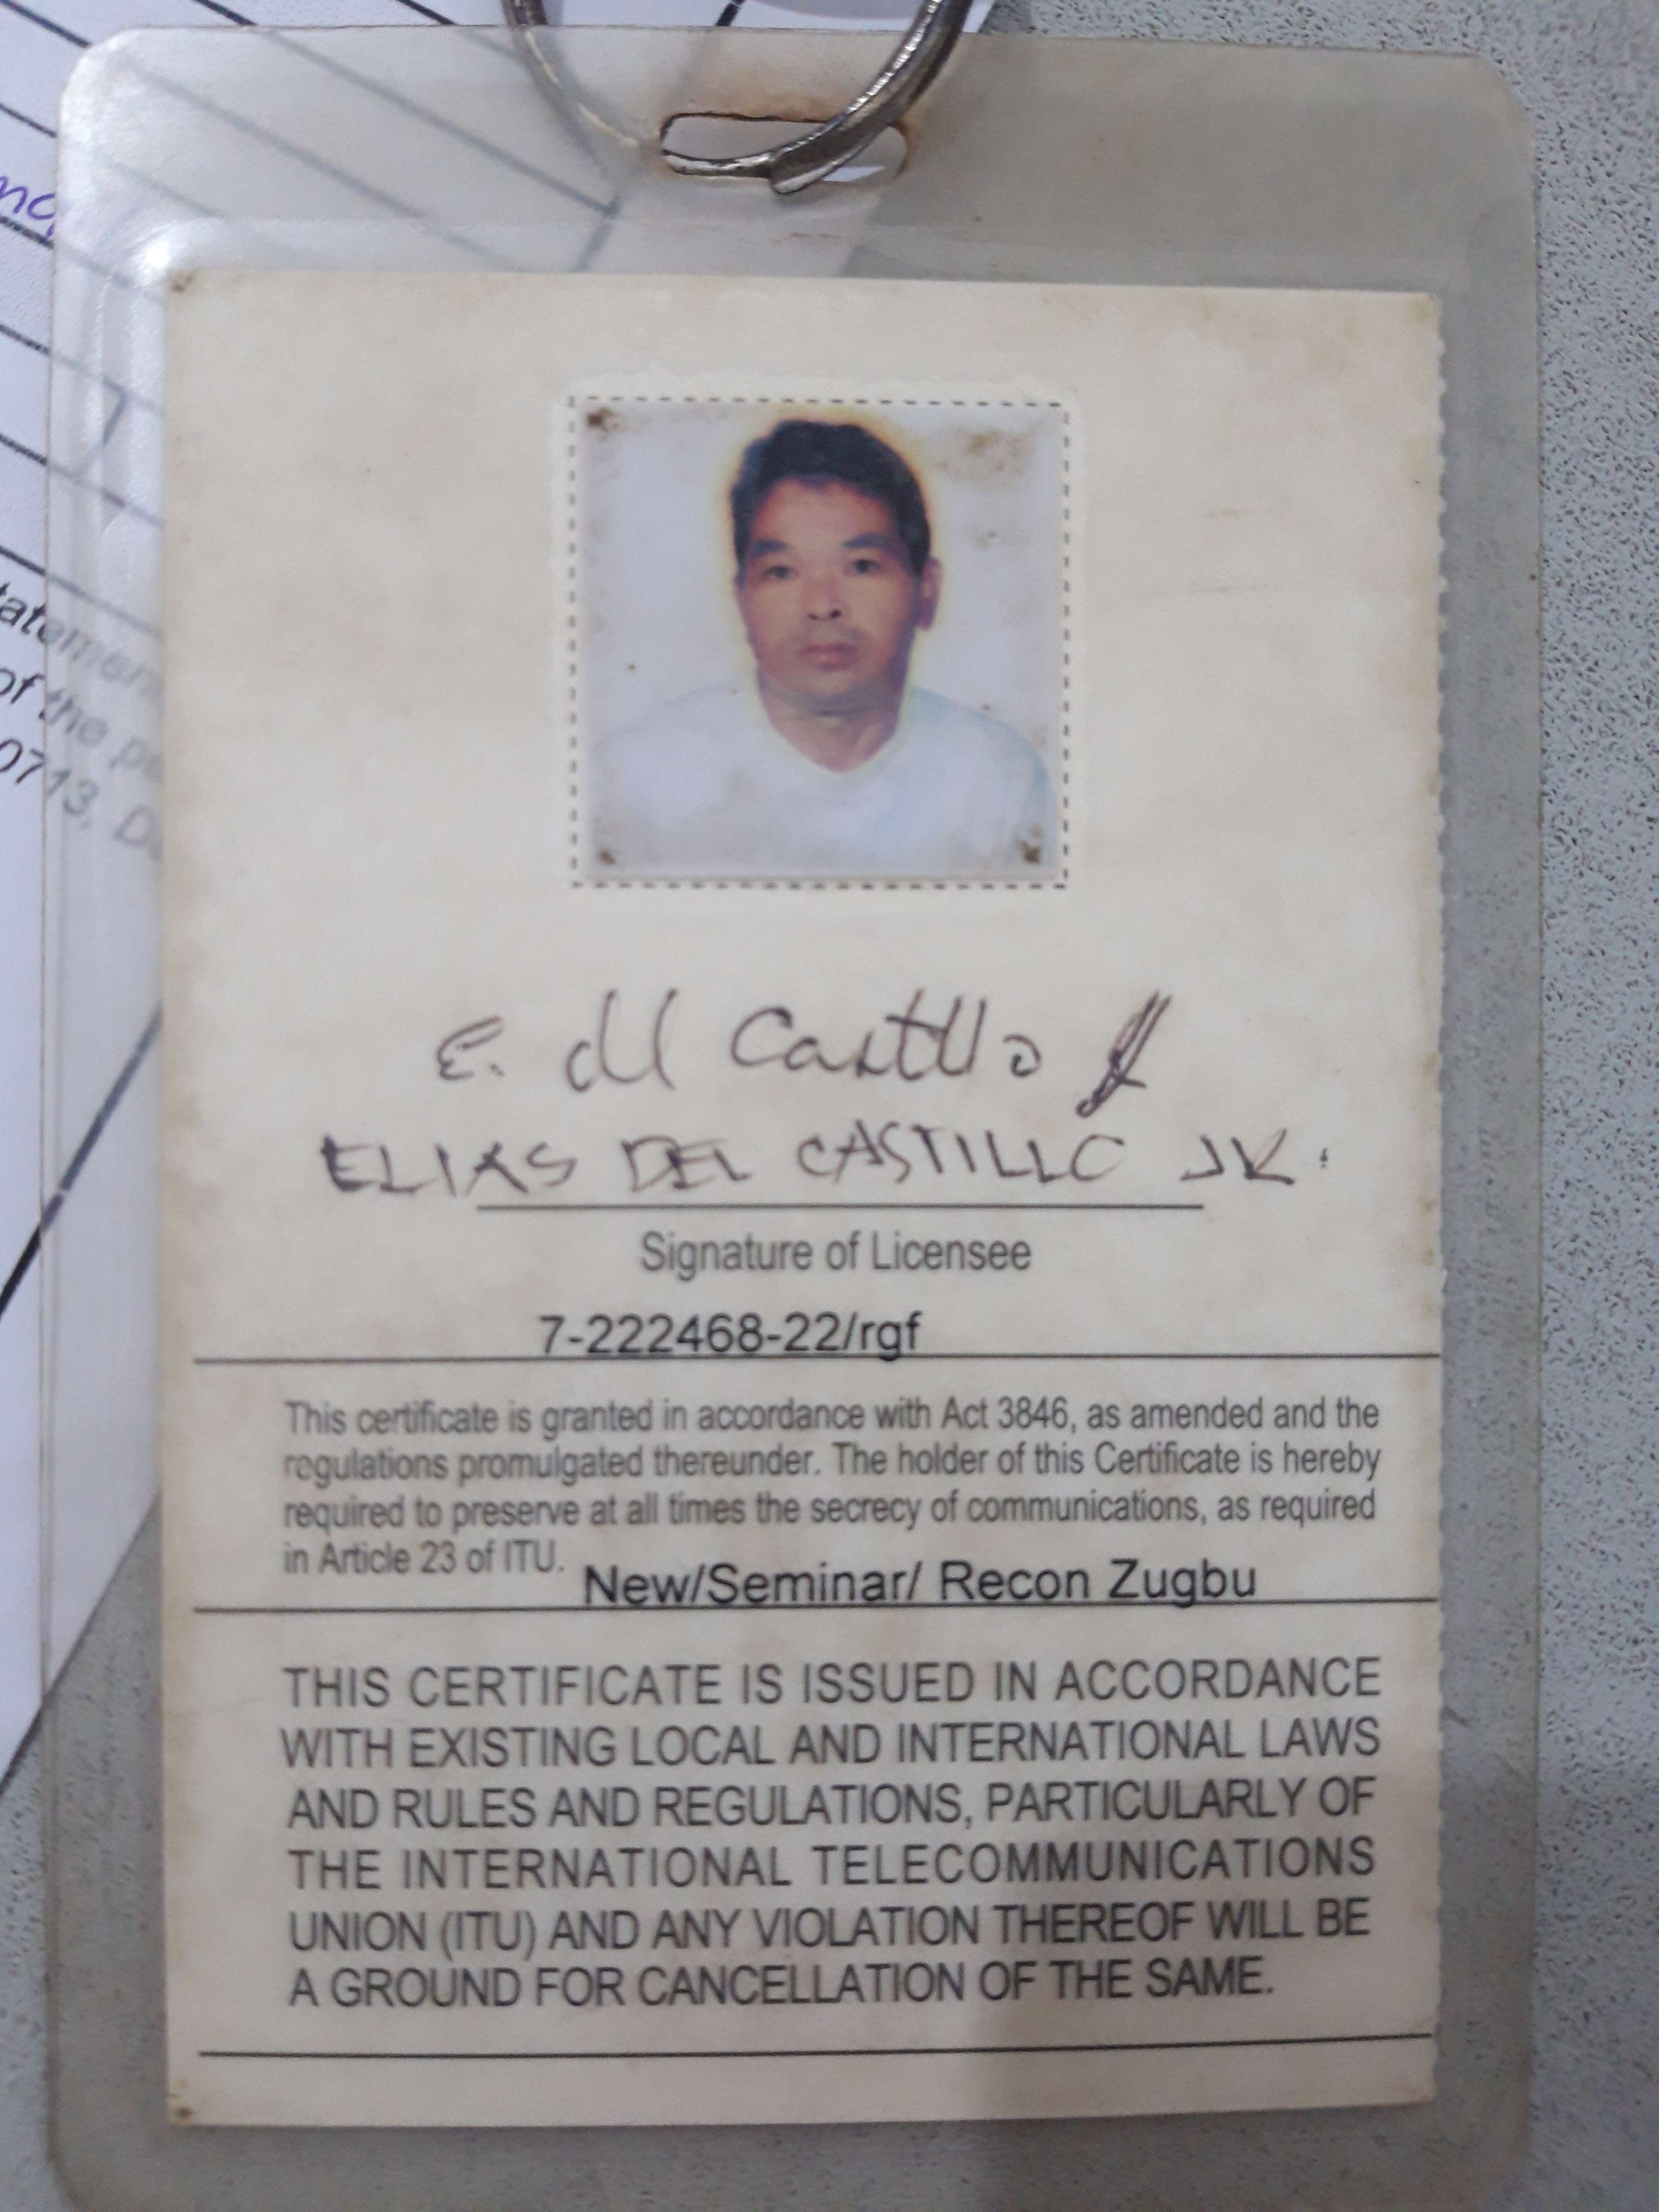 E. del Castillo Jr
ELIAS DEL CASTILLO JR.
Signature of Licensee
7-222468-22/rgf
This certificate is granted in accordance with Act 3846, as amended and the
regulations promulgated thereunder. The holder of this Certificate is hereby
required to preserve at all times the secrecy of communications, as required
in Article 23 of ITU.
New/Seminar/ Recon Zugbu
THIS CERTIFICATE IS ISSUED IN ACCORDANCE
WITH EXISTING LOCAL AND INTERNATIONAL LAWS
AND RULES AND REGULATIONS, PARTICULARLY OF
THE INTERNATIONAL TELECOMMUNICATIONS
UNION (ITU) AND ANY VIOLATION THEREOF WILL BE
A GROUND FOR CANCELLATION OF THE SAME.
of the